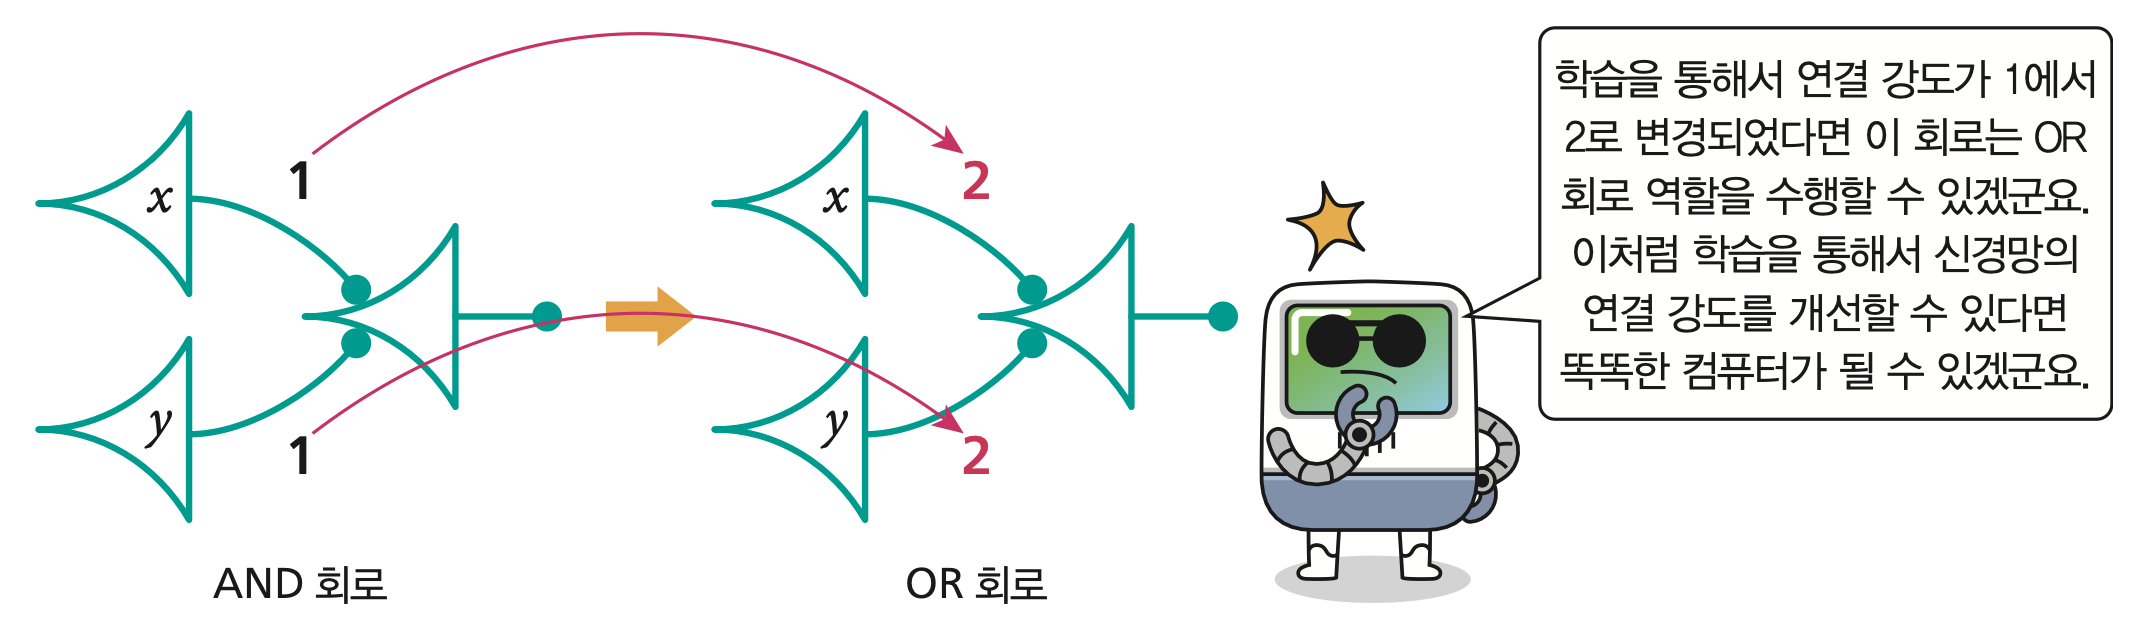 x
1
y
1
AND 회로
x
2
y
2
OR 회로
학습을 통해서 연결 강도가 1에서
2로 변경되었다면 이 회로는 OR
회로 역할을 수행할 수 있겠군요.
이처럼 학습을 통해서 신경망의
연결 강도를 개선할 수 있다면
똑똑한 컴퓨터가 될 수 있겠군요.